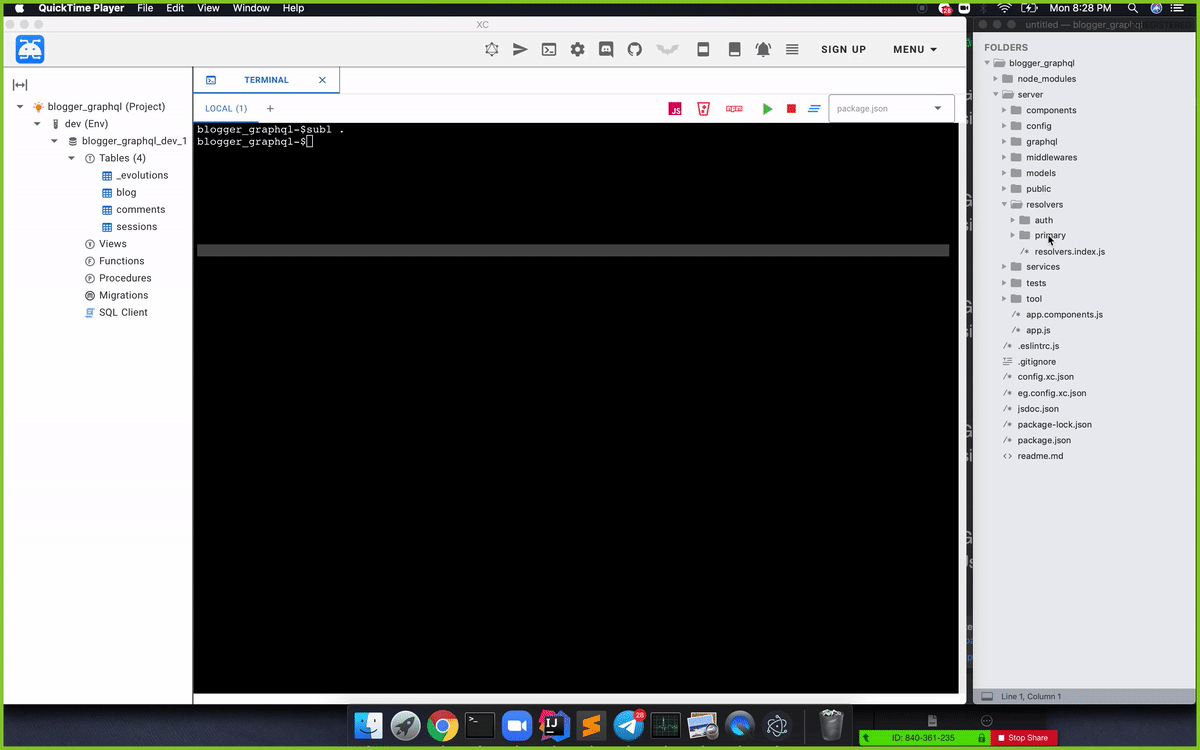 QuickTime Player File Edit View Window Help
Mon 8:28 PM
XC
untitled — blogger_graphql
SIGN UP MENU
TERMINAL
LOCAL (1) +
JS
npm
package.json
blogger_graphql (Project)
dev (Env)
blogger_graphql_dev_1
Tables (4)
_evolutions
blog
comments
sessions
Views
Functions
Procedures
Migrations
SQL Client
blogger_graphql-$subl .
blogger_graphql-$
FOLDERS
blogger_graphql
node_modules
server
components
config
graphql
middlewares
models
public
resolvers
auth
primary
/* resolvers.index.js
services
tests
tool
/* app.components.js
/* app.js
/* .eslintrc.js
.gitignore
/* config.xc.json
/* eg.config.xc.json
/* jsdoc.json
/* package-lock.json
/* package.json
<> readme.md
Line 1, Column 1
28
ID: 840-361-235
Stop Share